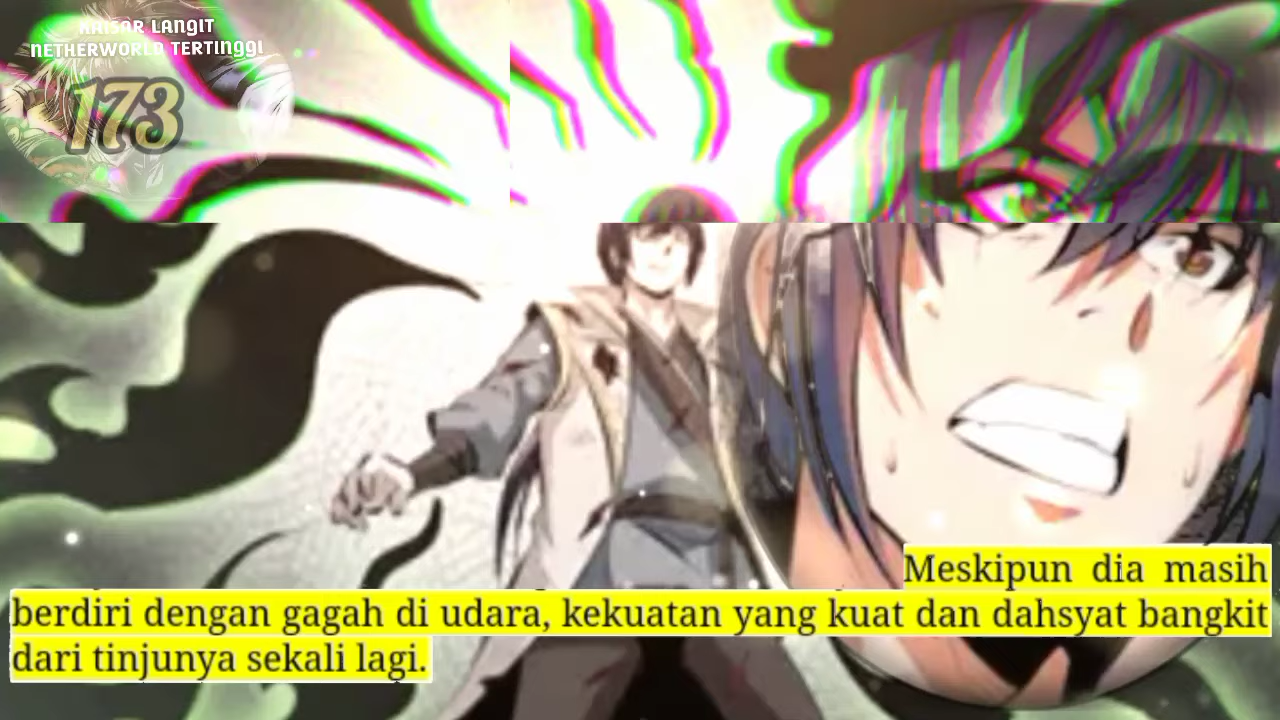 KAISAR LANGIT
NETHERWORLD TERTINGGI
173
Meskipun dia masih
berdiri dengan gagah di udara, kekuatan yang kuat dan dahsyat bangkit
dari tinjunya sekali lagi.